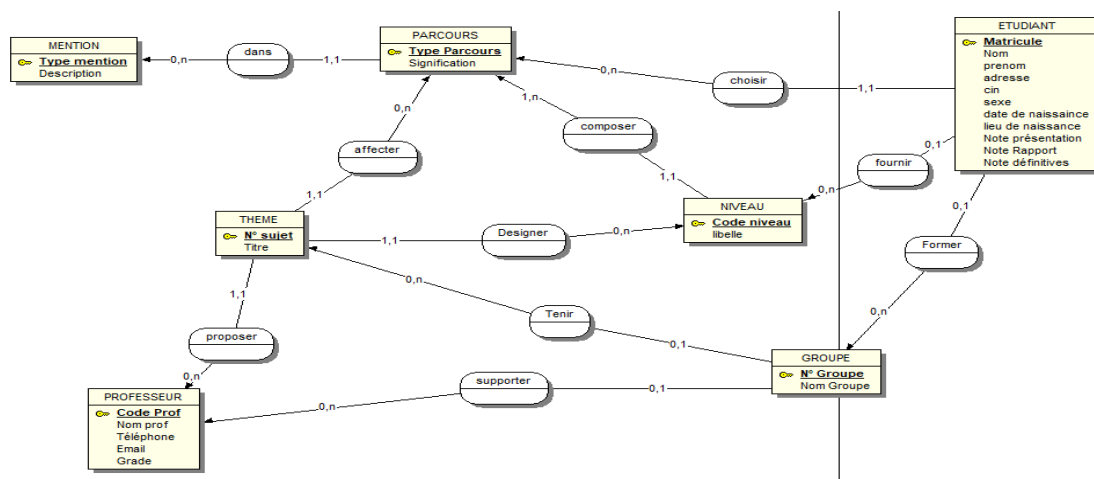 MENTION
Type mention
Description
0,n
dans
1,1
PARCOURS
Type Parcours
Signification
0,n
choisir
1,1
ETUDIANT
Matricule
Nom
prenom
adresse
cin
sexe
date de naissaince
lieu de naissance
Note présentation
Note Rapport
Note définitives
0,n
affecter
1,1
1,n
composer
1,1
0,1
fournir
0,n
0,1
Former
0,n
THEME
N° sujet
Titre
1,1
Designer
0,n
NIVEAU
Code niveau
libelle
0,n
Tenir
0,1
1,1
proposer
0,n
GROUPE
N° Groupe
Nom Groupe
PROFESSEUR
Code Prof
Nom prof
Téléphone
Email
Grade
0,n
supporter
0,1